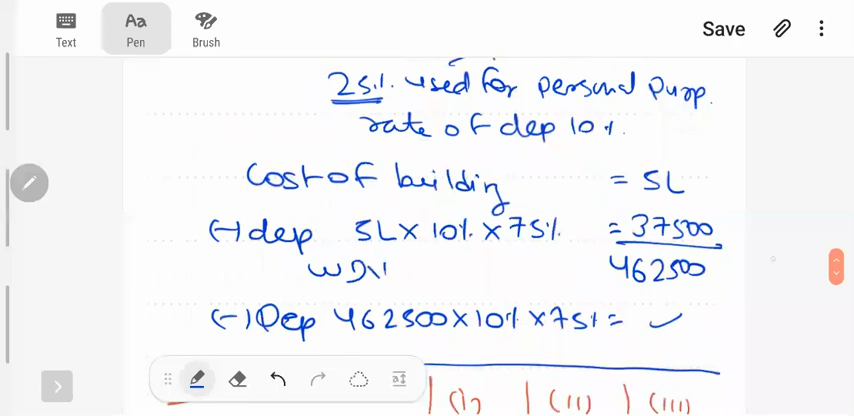 Text
Aa
Pen
Brush
Save
25% used for personal purp.
rate of dep 10%.
Cost of building = 5L
(-) dep 5L X 10% X 75% = 37500
WDV 462500
(-) Dep 462500 X 10% X 75% =
(i) (ii) (iii)